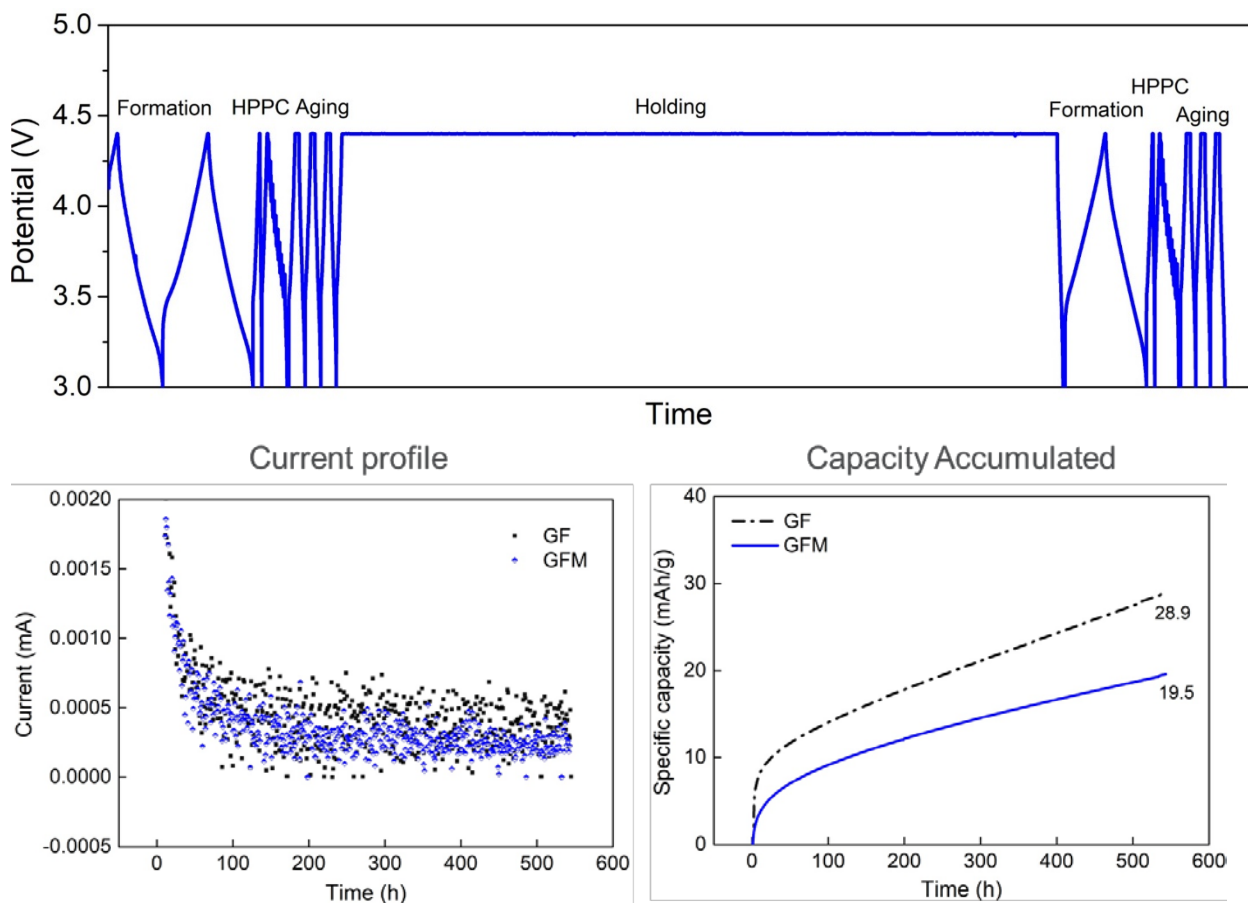 5.0
4.5
4.0
3.5
3.0
Potential (V)
Formation
HPPC Aging
Holding
HPPC
Formation
Aging
Time
Current profile
0.0020
0.0015
0.0010
0.0005
0.0000
-0.0005
Current (mA)
GF
GFM
0 100 200 300 400 500 600
Time (h)
Capacity Accumulated
40
30
20
10
0
Specific capacity (mAh/g)
GF
GFM
28.9
19.5
0 100 200 300 400 500 600
Time (h)